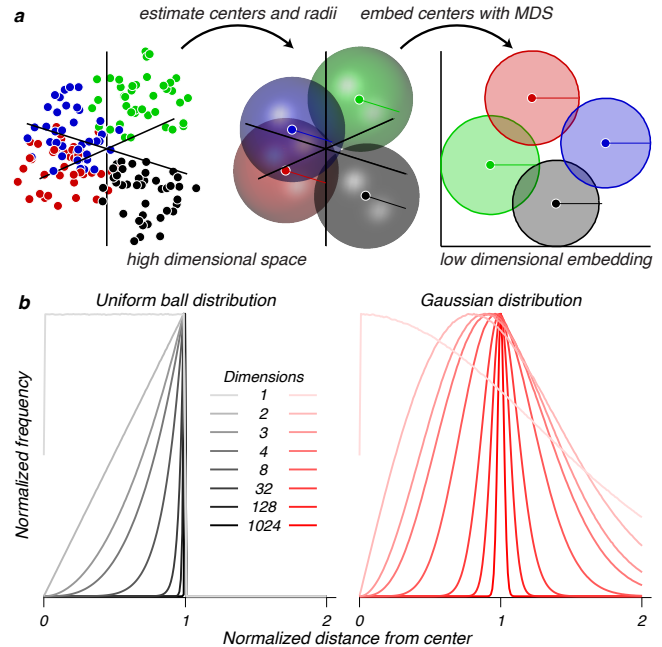 a
estimate centers and radii
embed centers with MDS
high dimensional space
low dimensional embedding
b
Uniform ball distribution
Gaussian distribution
Normalized frequency
Dimensions
1
2
3
4
8
32
128
1024
0 1 2
0 1 2
Normalized distance from center